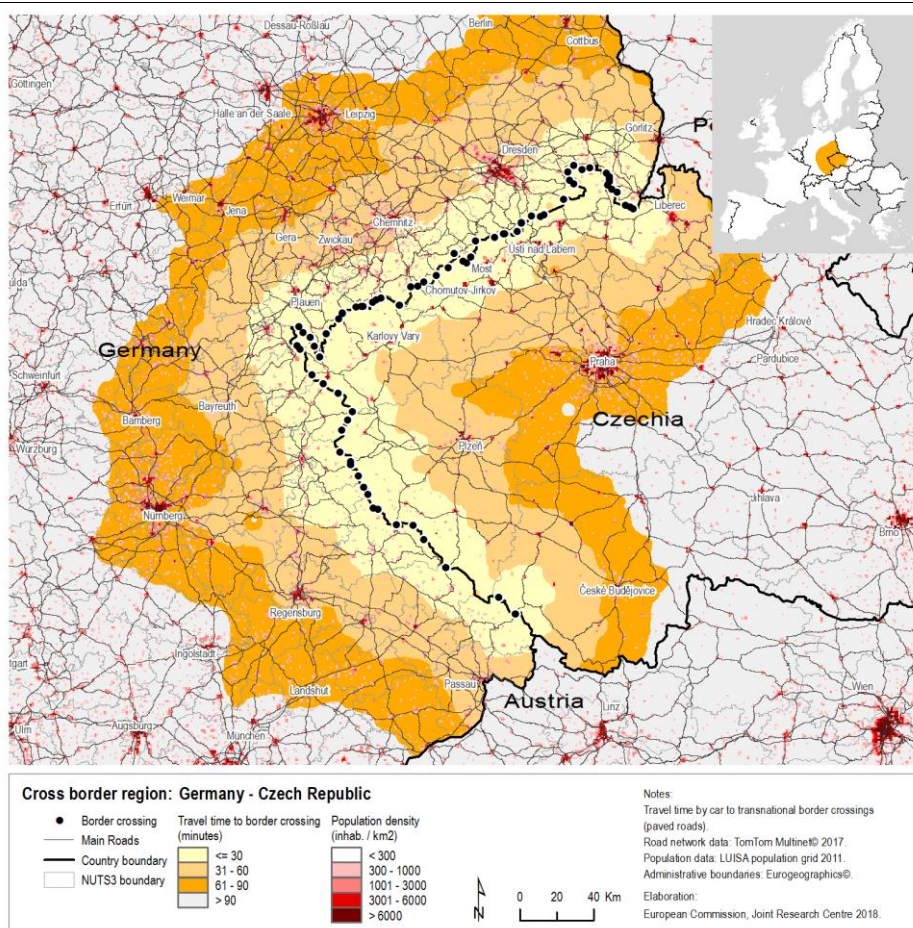 Dessau-Roßlau
Berlin
Cottbus
Göttingen
Halle an der Saale
Leipzig
Görlitz
Dresden
Weimar
Erfurt
Jena
Gera
Chemnitz
Zwickau
Liberec
Ústí nad Labem
Most
Chomutov-Jirkov
Plauen
Karlovy Vary
Hradec Králové
Germany
Praha
Pardubice
Schweinfurt
Bayreuth
Bamberg
Czechia
Würzburg
Plzeň
Jihlava
Nürnberg
Brno
České Budějovice
Regensburg
Ingolstadt
Landshut
Passau
Austria
Linz
Wien
Ulm
Augsburg
München
Cross border region: Germany - Czech Republic
Border crossing
Main Roads
Country boundary
NUTS3 boundary
Travel time to border crossing
(minutes)
<= 30
31 - 60
61 - 90
> 90
Population density
(inhab. / km2)
< 300
300 - 1000
1001 - 3000
3001 - 6000
> 6000
N
0 20 40 Km
Notes:
Travel time by car to transnational border crossings
(paved roads).
Road network data: TomTom Multinet© 2017.
Population data: LUISA population grid 2011.
Administrative boundaries: Eurogeographics©.
Elaboration:
European Commission, Joint Research Centre 2018.